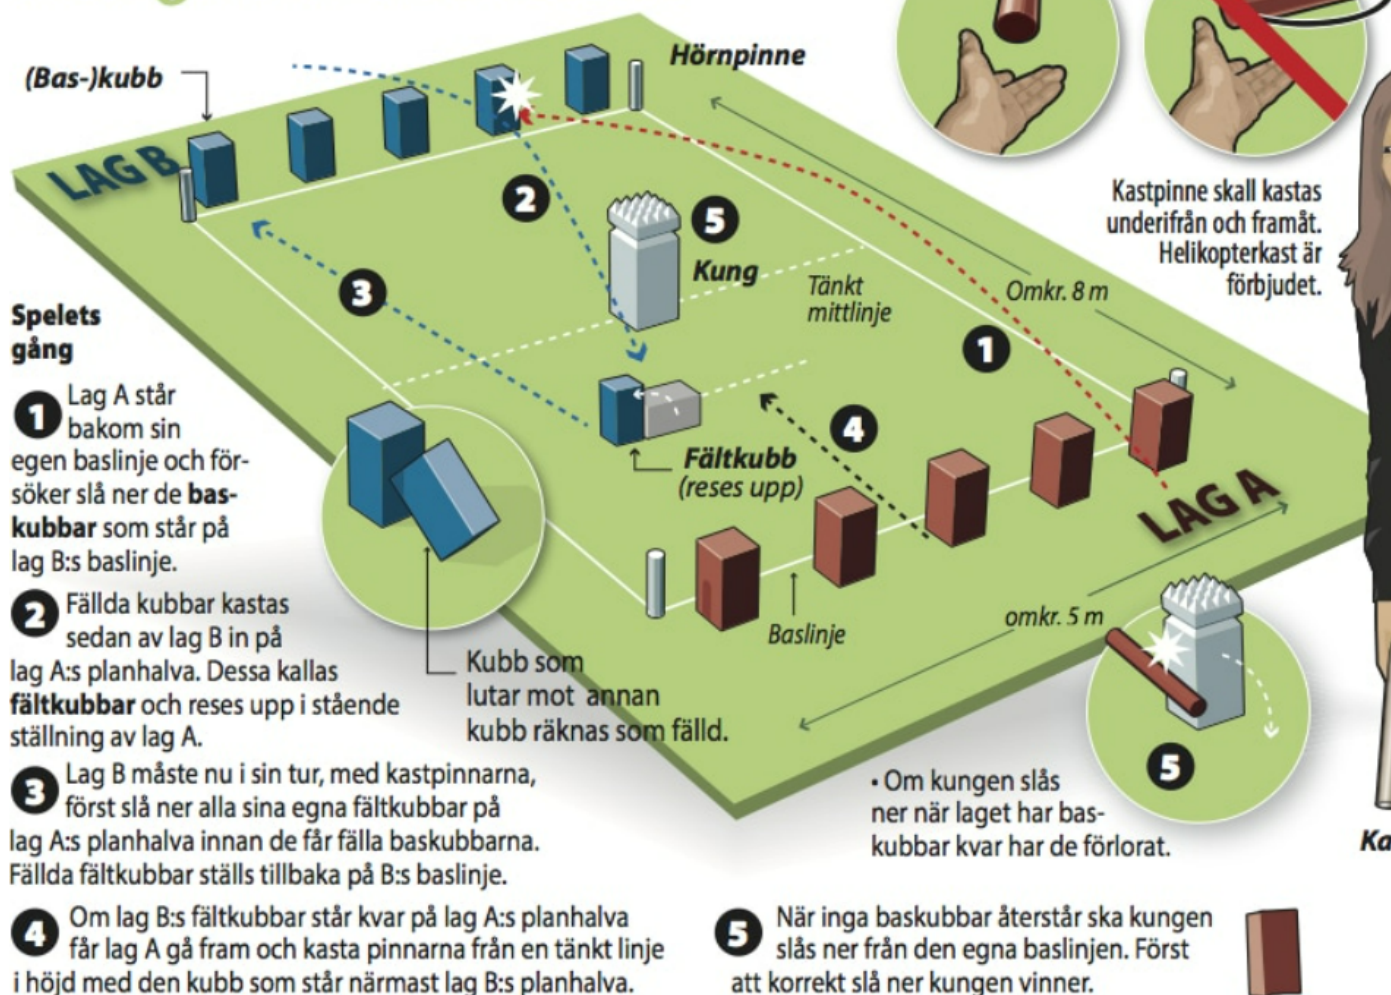 (Bas-)kubb
Hörnpinne
LAG B
2
5
Kung
3
Tänkt
mittlinje
Omkr. 8 m
1
4
Fältkubb
(reses upp)
LAG A
Baslinje
omkr. 5 m
5
Kastpinne skall kastas
underifrån och framåt.
Helikopterkast är
förbjudet.
Spelets
gång
1 Lag A står
bakom sin
egen baslinje och för-
söker slå ner de bas-
kubbar som står på
lag B:s baslinje.
2 Fällda kubbar kastas
sedan av lag B in på
lag A:s planhalva. Dessa kallas
fältkubbar och reses upp i stående
ställning av lag A.
Kubb som
lutar mot annan
kubb räknas som fälld.
3 Lag B måste nu i sin tur, med kastpinnarna,
först slå ner alla sina egna fältkubbar på
lag A:s planhalva innan de får fälla baskubbarna.
Fällda fältkubbar ställs tillbaka på B:s baslinje.
• Om kungen slås
ner när laget har bas-
kubbar kvar har de förlorat.
Ka
4 Om lag B:s fältkubbar står kvar på lag A:s planhalva
får lag A gå fram och kasta pinnarna från en tänkt linje
i höjd med den kubb som står närmast lag B:s planhalva.
5 När inga baskubbar återstår ska kungen
slås ner från den egna baslinjen. Först
att korrekt slå ner kungen vinner.